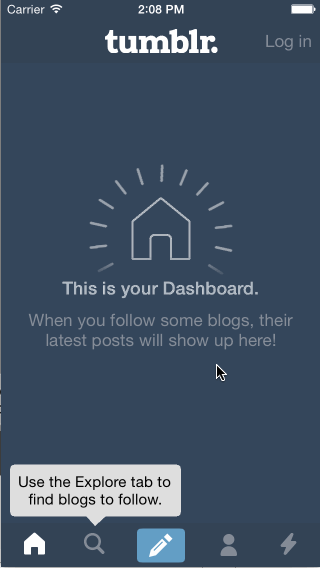 Carrier 2:08 PM
tumblr. Log in
This is your Dashboard.
When you follow some blogs, their
latest posts will show up here!
Use the Explore tab to
find blogs to follow.